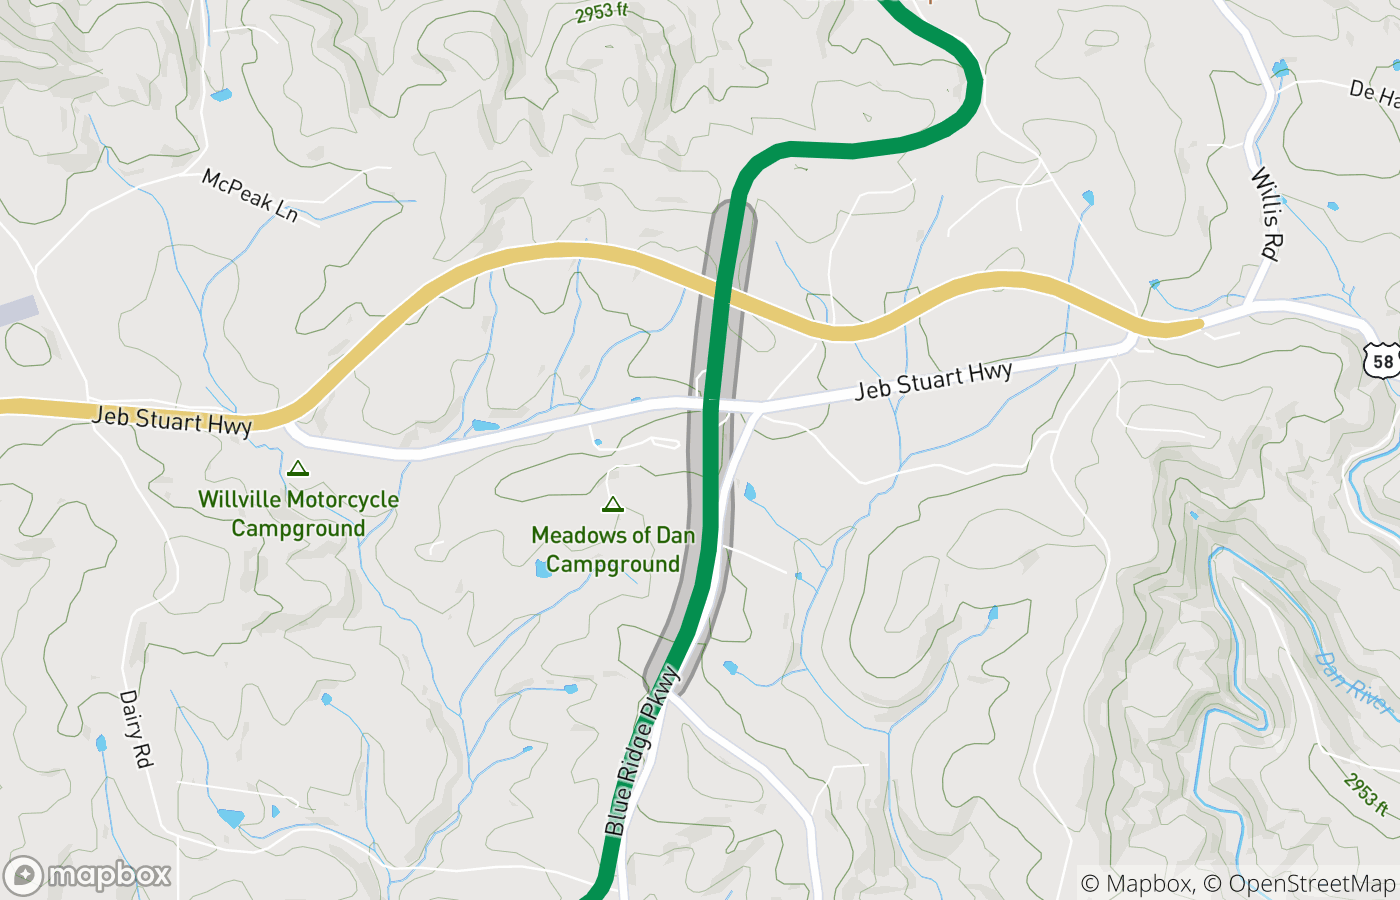 2953 ft
De Ha
McPeak Ln
Willis Rd
58
Jeb Stuart Hwy
Jeb Stuart Hwy
Willville Motorcycle
Campground
Meadows of Dan
Campground
Dan River
Blue Ridge Pkwy
Dairy Rd
2953 ft
mapbox
© Mapbox, © OpenStreetMap